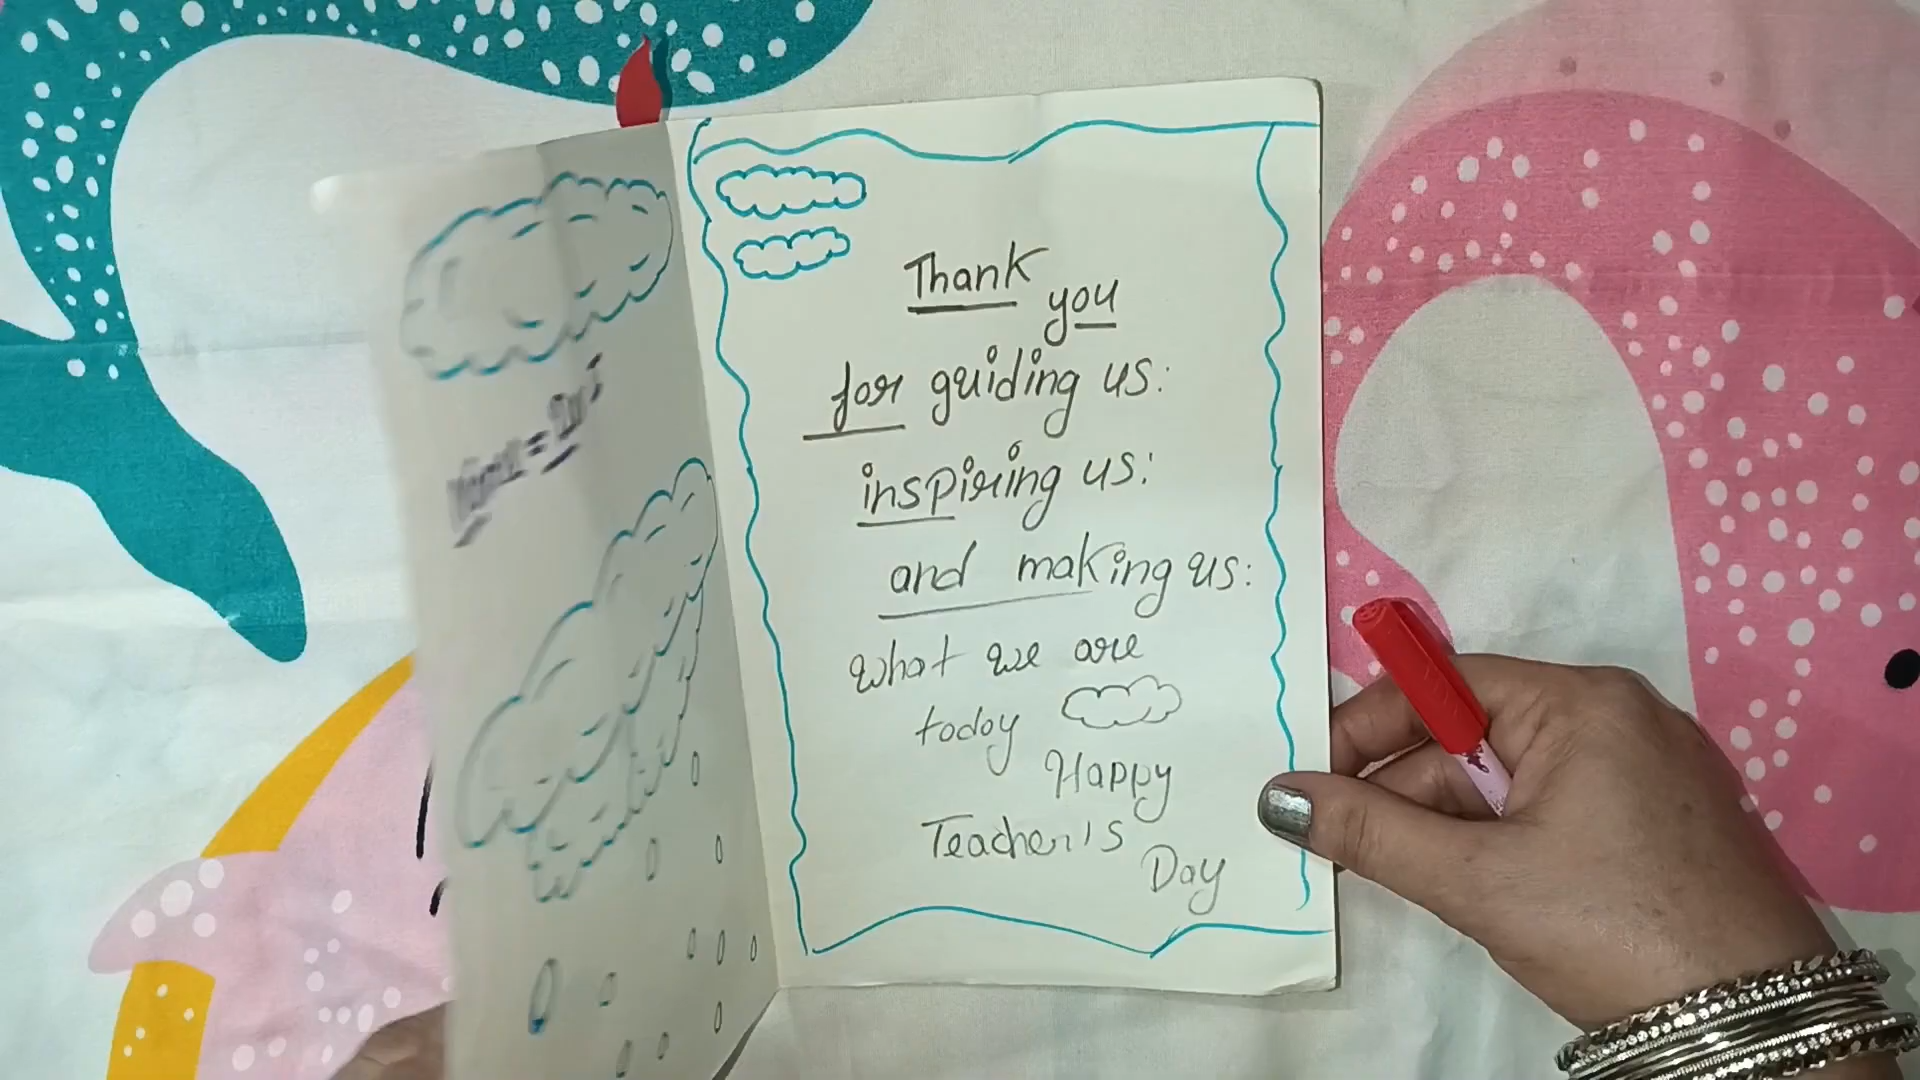 Thank
you
for guiding us:
inspiring us:
and making us:
what we are
today
Happy
Teacher's
Day